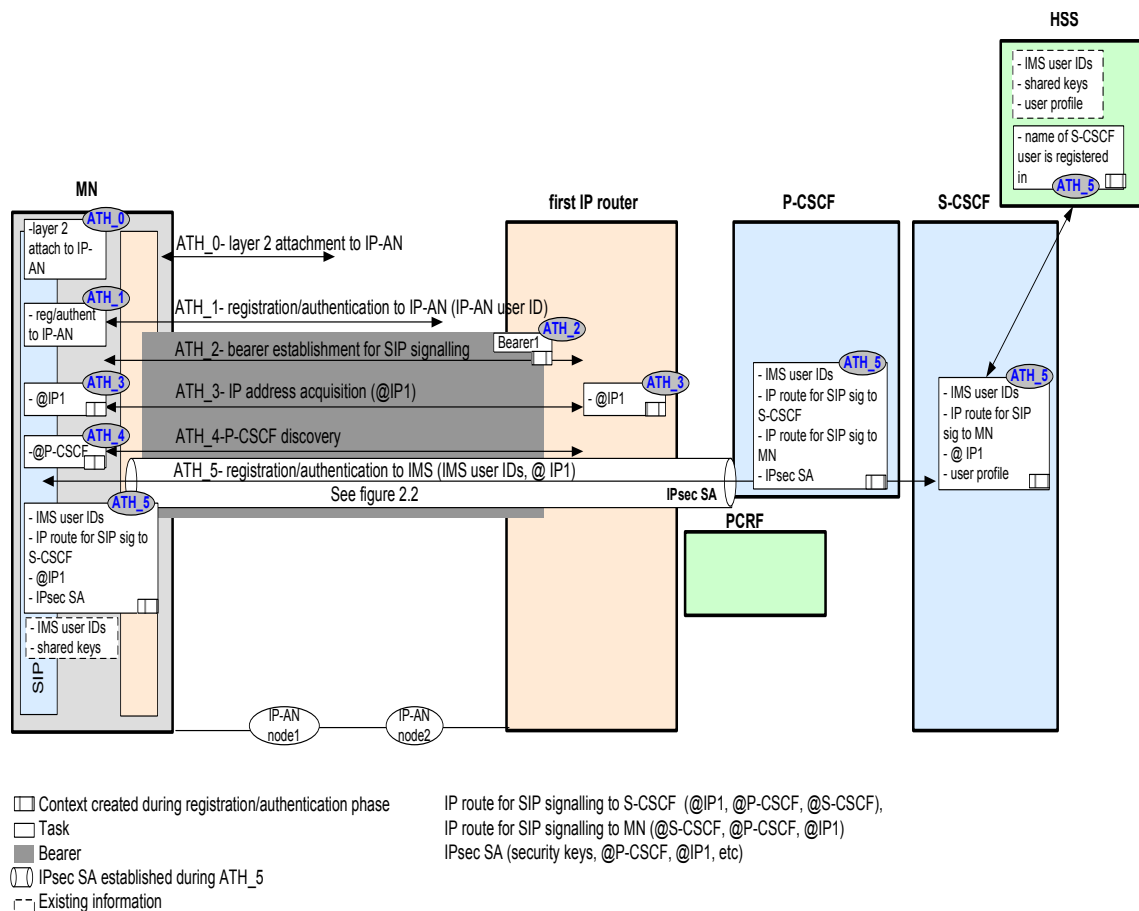 HSS
- IMS user IDs
- shared keys
- user profile
- name of S-CSCF
user is registered
in
ATH_5
MN
first IP router
P-CSCF
S-CSCF
ATH_0
-layer 2
attach to IP-
AN
ATH_0- layer 2 attachment to IP-AN
ATH_1
- reg/authent
to IP-AN
ATH_1- registration/authentication to IP-AN (IP-AN user ID)
ATH_2
Bearer1
ATH_2- bearer establishment for SIP signalling
ATH_3
- @IP1
ATH_3- IP address acquisition (@IP1)
ATH_3
- @IP1
ATH_4
-@P-CSCF
ATH_4-P-CSCF discovery
ATH_5
- IMS user IDs
- IP route for SIP sig to
S-CSCF
- IP route for SIP sig to
MN
- IPsec SA
ATH_5
- IMS user IDs
- IP route for SIP
sig to MN
- @ IP1
- user profile
ATH_5- registration/authentication to IMS (IMS user IDs, @ IP1)
See figure 2.2
IPsec SA
ATH_5
- IMS user IDs
- IP route for SIP sig to
S-CSCF
- @IP1
- IPsec SA
- IMS user IDs
- shared keys
SIP
PCRF
IP-AN
node1
IP-AN
node2
Context created during registration/authentication phase
Task
Bearer
IPsec SA established during ATH_5
Existing information
IP route for SIP signalling to S-CSCF (@IP1, @P-CSCF, @S-CSCF),
IP route for SIP signalling to MN (@S-CSCF, @P-CSCF, @IP1)
IPsec SA (security keys, @P-CSCF, @IP1, etc)